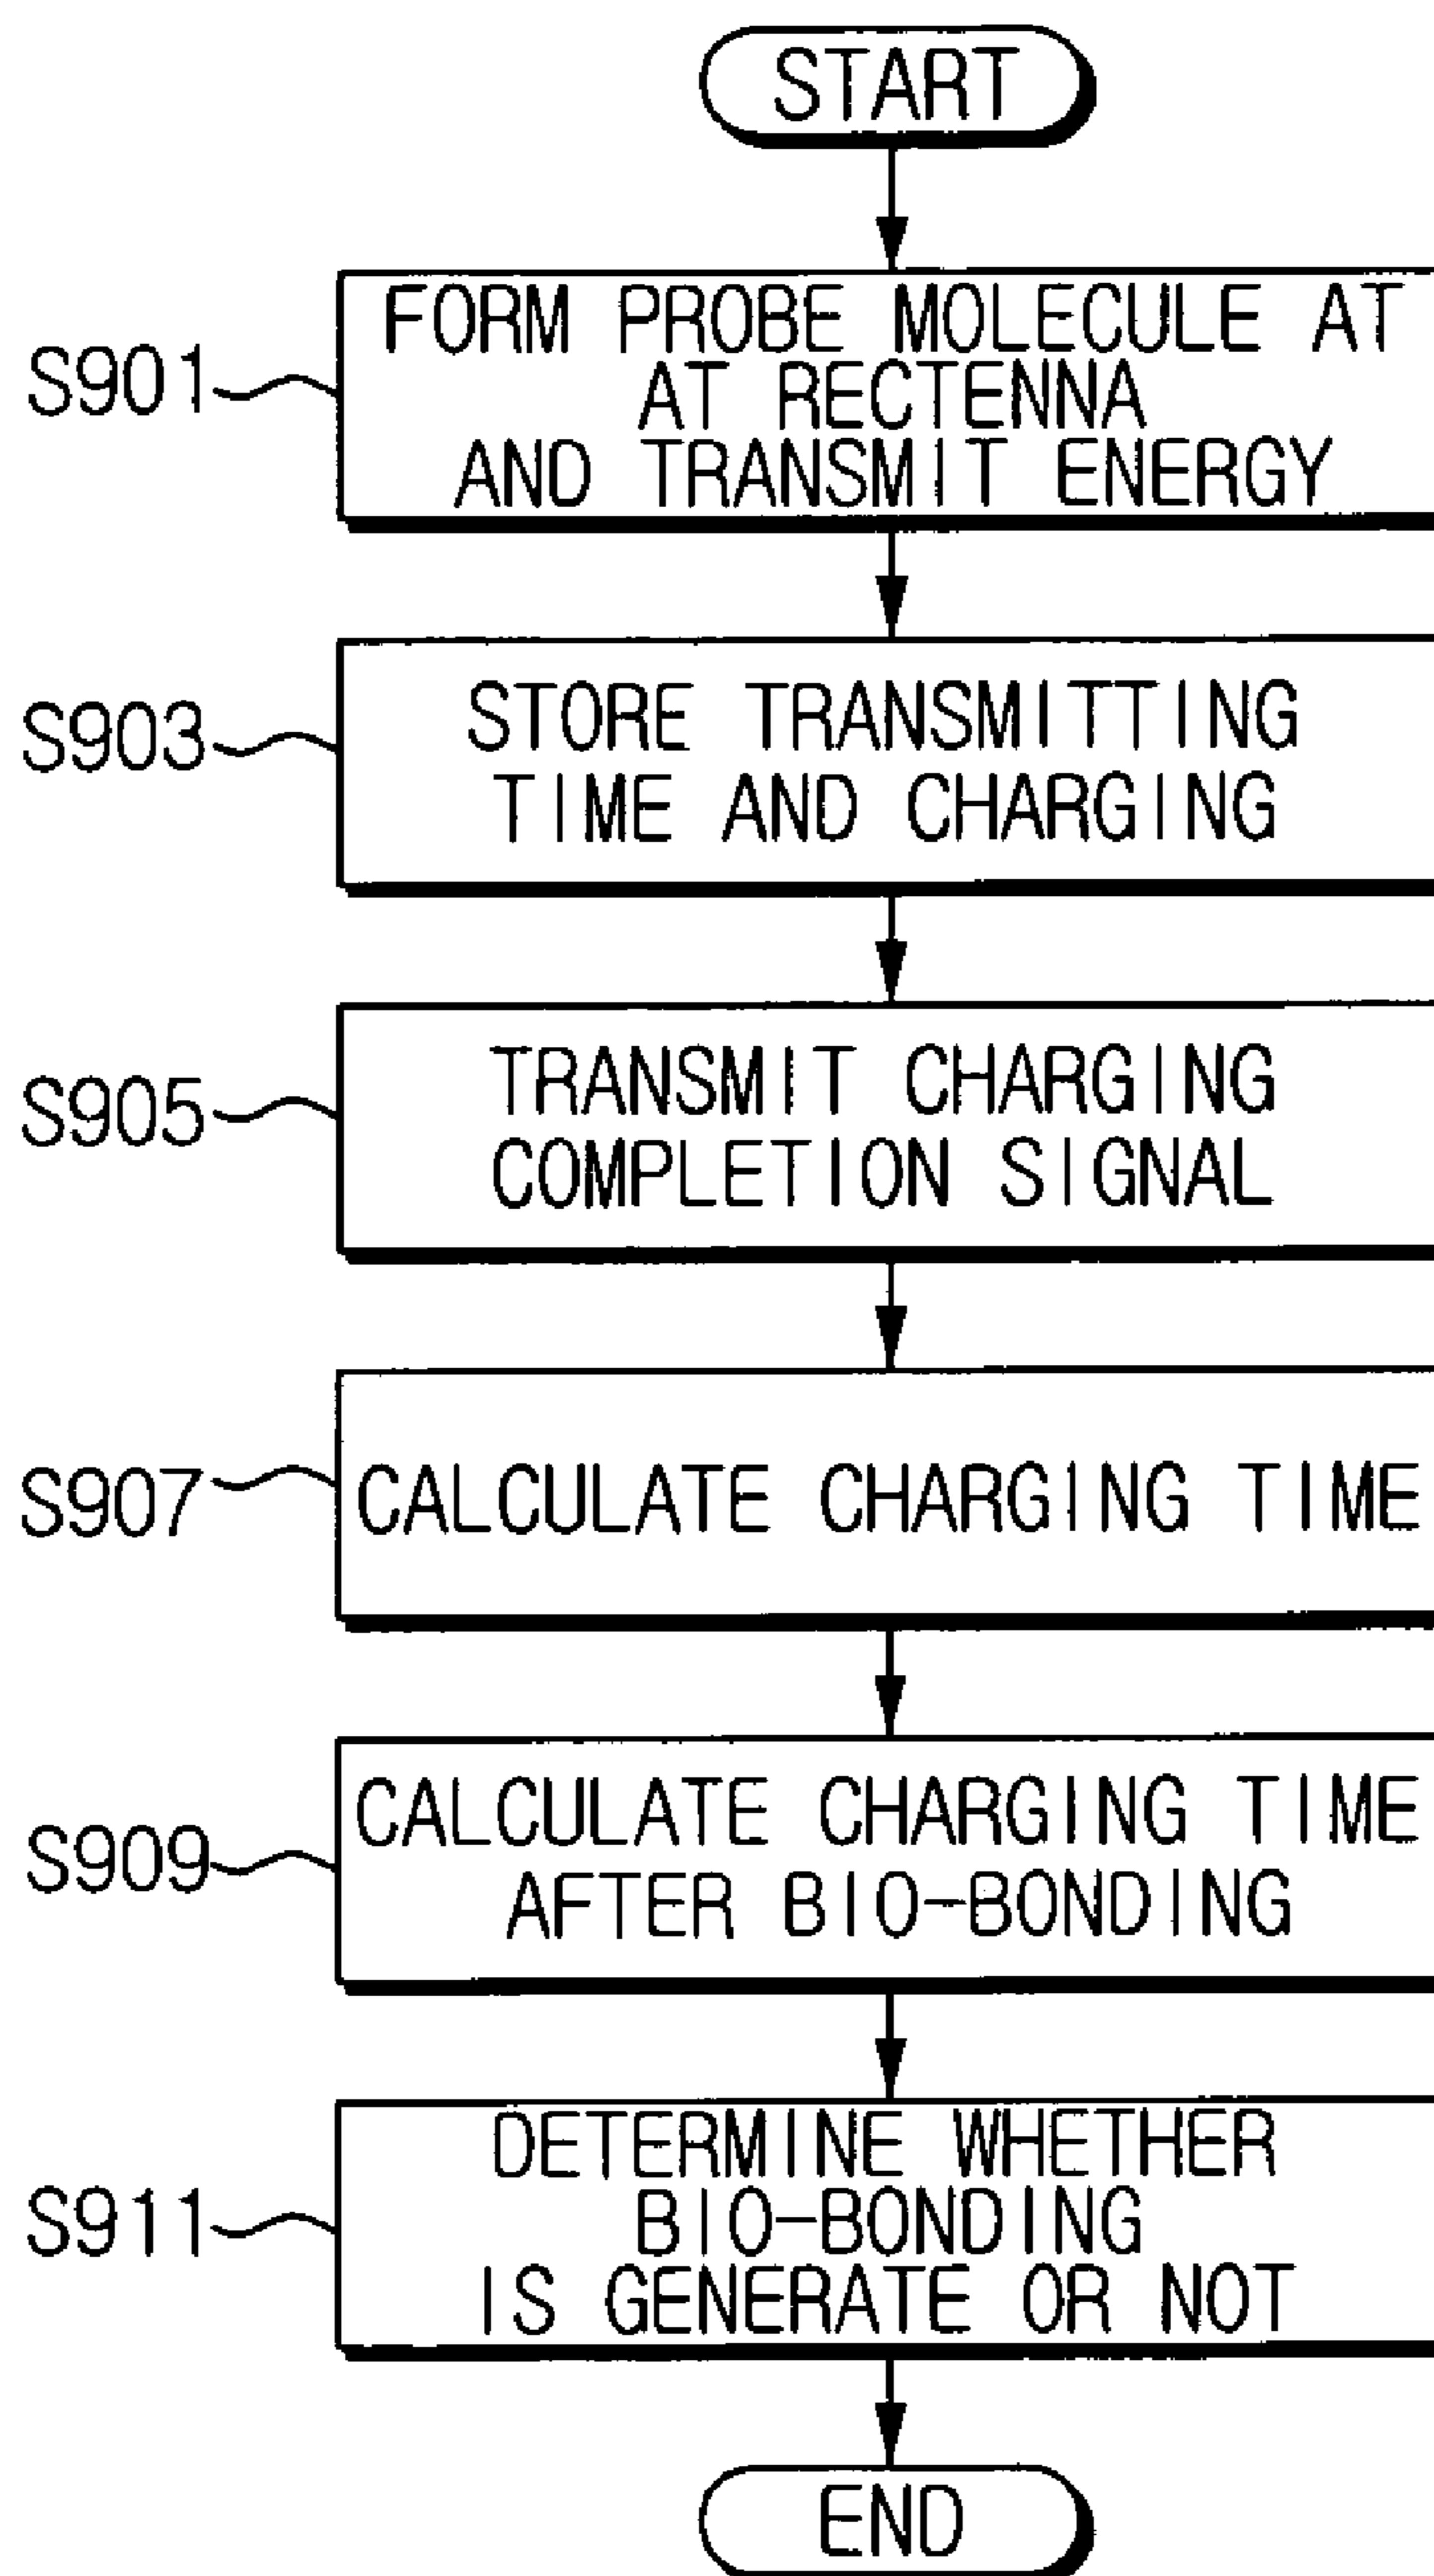 START
S901
FORM PROBE MOLECULE AT
AT RECTENNA
AND TRANSMIT ENERGY
S903
STORE TRANSMITTING
TIME AND CHARGING
S905
TRANSMIT CHARGING
COMPLETION SIGNAL
S907
CALCULATE CHARGING TIME
S909
CALCULATE CHARGING TIME
AFTER BIO-BONDING
S911
DETERMINE WHETHER
BIO-BONDING
IS GENERATE OR NOT
END